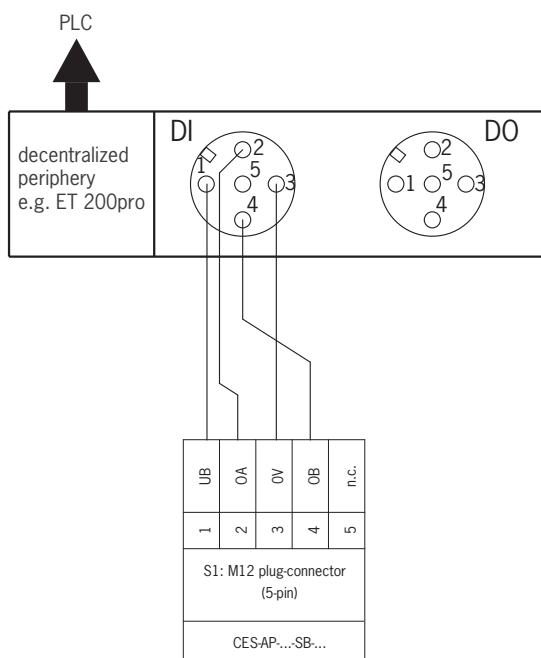 PLC
DI
DO
decentralized
periphery
e.g. ET 200pro
1
2
5
3
4
2
5
1
3
4
UB
OA
0V
OB
n.c.
1
2
3
4
5
S1: M12 plug-connector
(5-pin)
CES-AP-...-SB-...